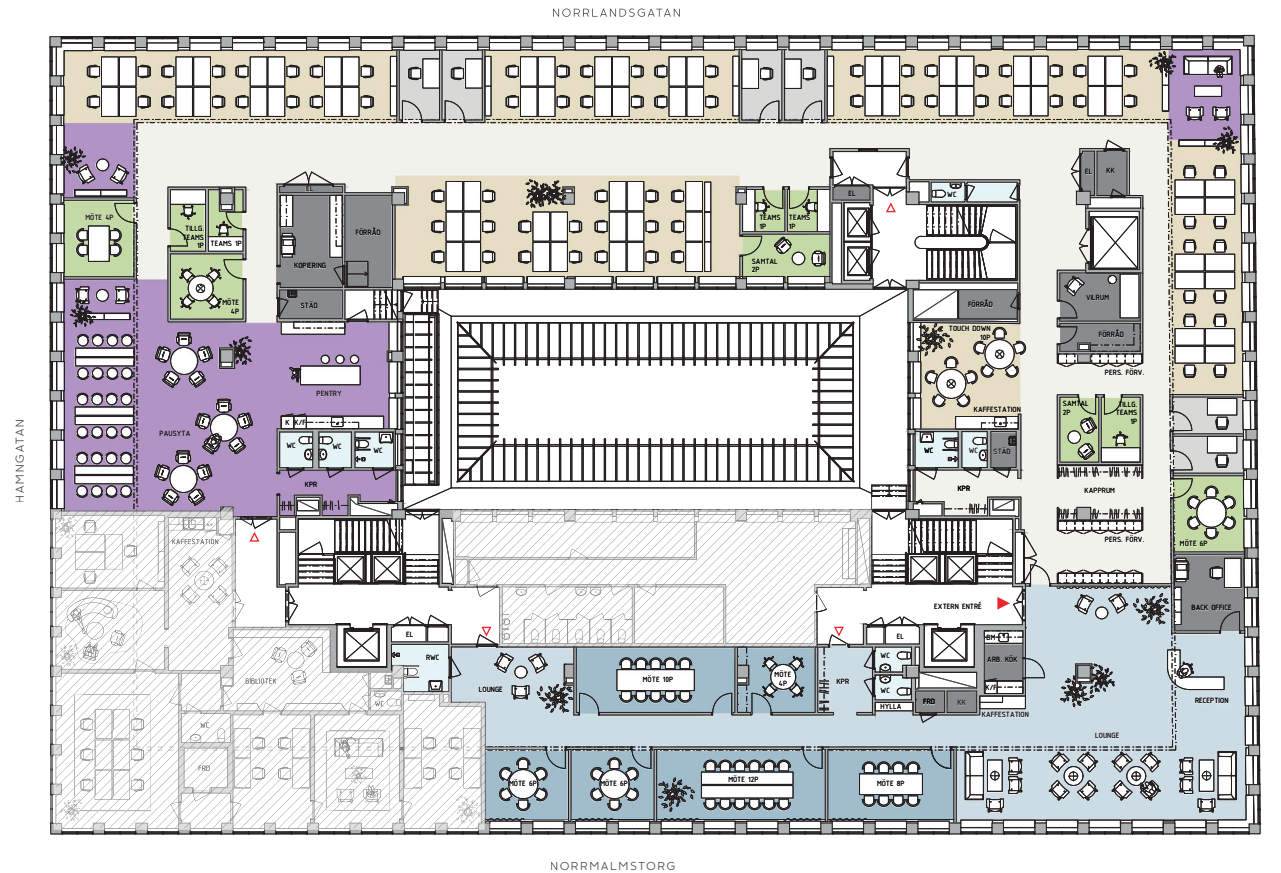 NORRLANDSGATAN
HAMNGATAN
MÖTE 4P
TILLG.
TEAMS
1P
TEAMS 1P
MÖTE
4P
EL
KOPIERING
FÖRRÅD
STÄD
TEAMS
1P
TEAMS
1P
SAMTAL
2P
EL
WC
EL
KK
VILRUM
FÖRRÅD
FÖRRÅD
PERS. FÖRV.
TOUCH DOWN
10P
KAFFESTATION
PENTRY
PAUSYTA
K
K/F
WC
WC
WC
KPR
WC
WC
STÄD
KPR
SAMTAL
2P
TILLG.
TEAMS
1P
KAPPRUM
PERS. FÖRV.
MÖTE 6P
BACK OFFICE
KAFFESTATION
BIBLIOTEK
WC
WC
FRD
EL
RWC
EXTERN ENTRÉ
EL
LOUNGE
MÖTE 10P
MÖTE
4P
KPR
WC
WC
HYLLA
FRD
KK
DM
ARB. KÖK
K/F
KAFFESTATION
RECEPTION
LOUNGE
MÖTE 6P
MÖTE 6P
MÖTE 12P
MÖTE 8P
NORRMALMSTORG